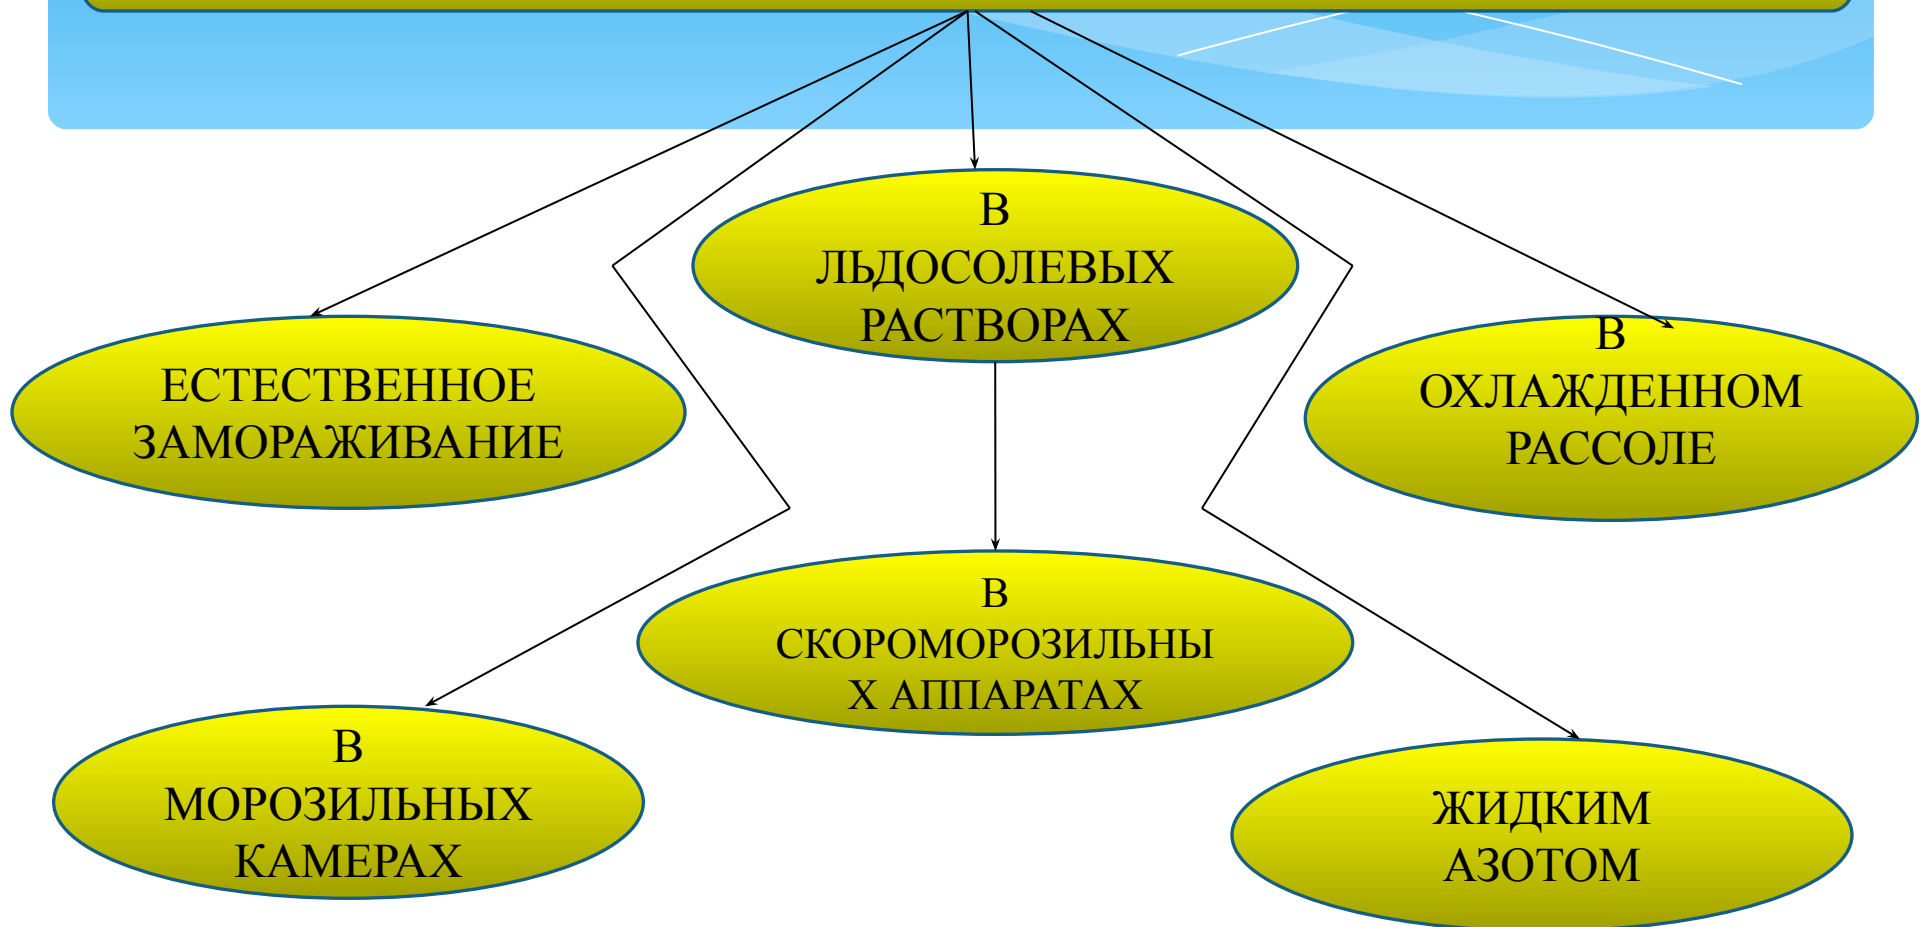 В
ЛЬДОСОЛЕВЫХ
РАСТВОРАХ
ЕСТЕСТВЕННОЕ
ЗАМОРАЖИВАНИЕ
В
ОХЛАЖДЕННОМ
РАССОЛЕ
В
СКОРОМОРОЗИЛЬНЫ
Х АППАРАТАХ
В
МОРОЗИЛЬНЫХ
КАМЕРАХ
ЖИДКИМ
АЗОТОМ